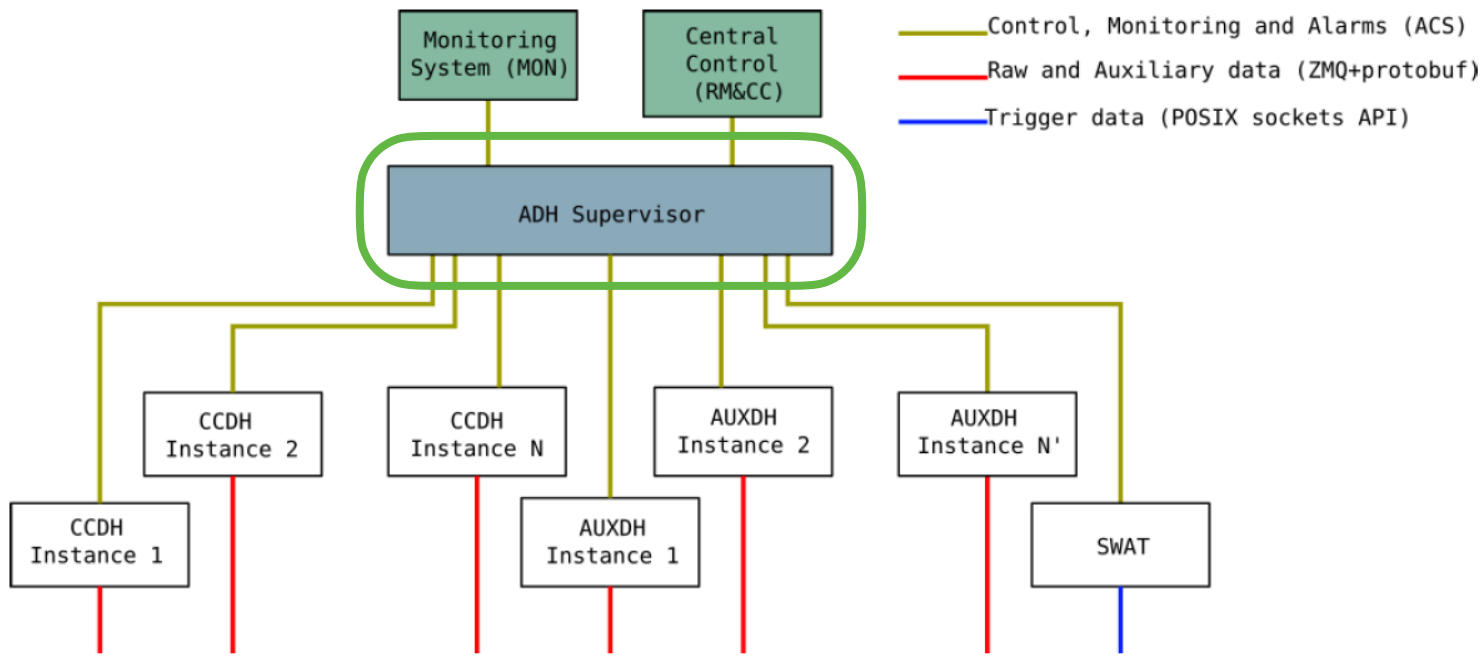 Monitoring
System (MON)
Central
Control
(RM&CC)
Control, Monitoring and Alarms (ACS)
Raw and Auxiliary data (ZMQ+protobuf)
Trigger data (POSIX sockets API)
ADH Supervisor
CCDH
Instance 2
CCDH
Instance N
AUXDH
Instance 2
AUXDH
Instance N'
CCDH
Instance 1
AUXDH
Instance 1
SWAT